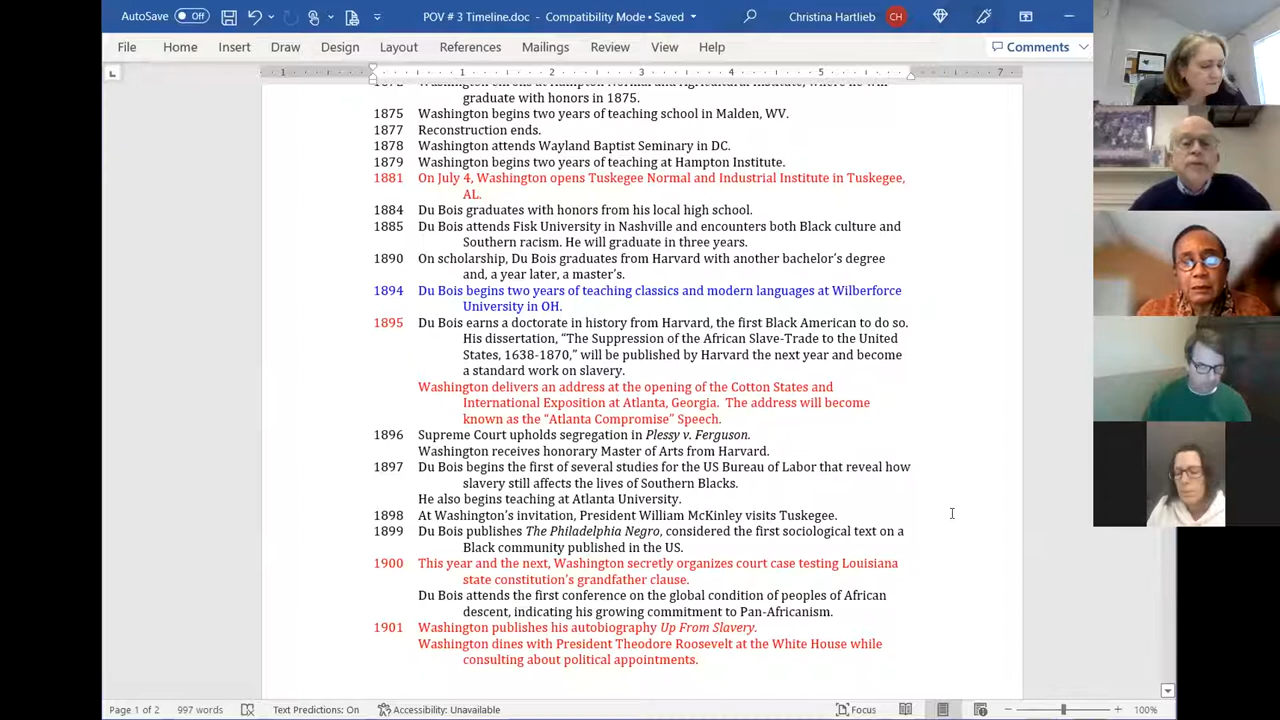 AutoSave Off POV # 3 Timeline.doc - Compatibility Mode • Saved Christina Hartlieb CH
File Home Insert Draw Design Layout References Mailings Review View Help Comments
1 1 2 3 4 5 7
graduate with honors in 1875.
1875 Washington begins two years of teaching school in Malden, WV.
1877 Reconstruction ends.
1878 Washington attends Wayland Baptist Seminary in DC.
1879 Washington begins two years of teaching at Hampton Institute.
1881 On July 4, Washington opens Tuskegee Normal and Industrial Institute in Tuskegee,
AL.
1884 Du Bois graduates with honors from his local high school.
1885 Du Bois attends Fisk University in Nashville and encounters both Black culture and
Southern racism. He will graduate in three years.
1890 On scholarship, Du Bois graduates from Harvard with another bachelor's degree
and, a year later, a master's.
1894 Du Bois begins two years of teaching classics and modern languages at Wilberforce
University in OH.
1895 Du Bois earns a doctorate in history from Harvard, the first Black American to do so.
His dissertation, “The Suppression of the African Slave-Trade to the United
States, 1638-1870,” will be published by Harvard the next year and become
a standard work on slavery.
Washington delivers an address at the opening of the Cotton States and
International Exposition at Atlanta, Georgia. The address will become
known as the “Atlanta Compromise” Speech.
1896 Supreme Court upholds segregation in Plessy v. Ferguson.
Washington receives honorary Master of Arts from Harvard.
1897 Du Bois begins the first of several studies for the US Bureau of Labor that reveal how
slavery still affects the lives of Southern Blacks.
He also begins teaching at Atlanta University.
1898 At Washington's invitation, President William McKinley visits Tuskegee.
1899 Du Bois publishes The Philadelphia Negro, considered the first sociological text on a
Black community published in the US.
1900 This year and the next, Washington secretly organizes court case testing Louisiana
state constitution's grandfather clause.
Du Bois attends the first conference on the global condition of peoples of African
descent, indicating his growing commitment to Pan-Africanism.
1901 Washington publishes his autobiography Up From Slavery.
Washington dines with President Theodore Roosevelt at the White House while
consulting about political appointments.
Page 1 of 2 997 words Text Predictions: On Accessibility: Unavailable Focus 100%